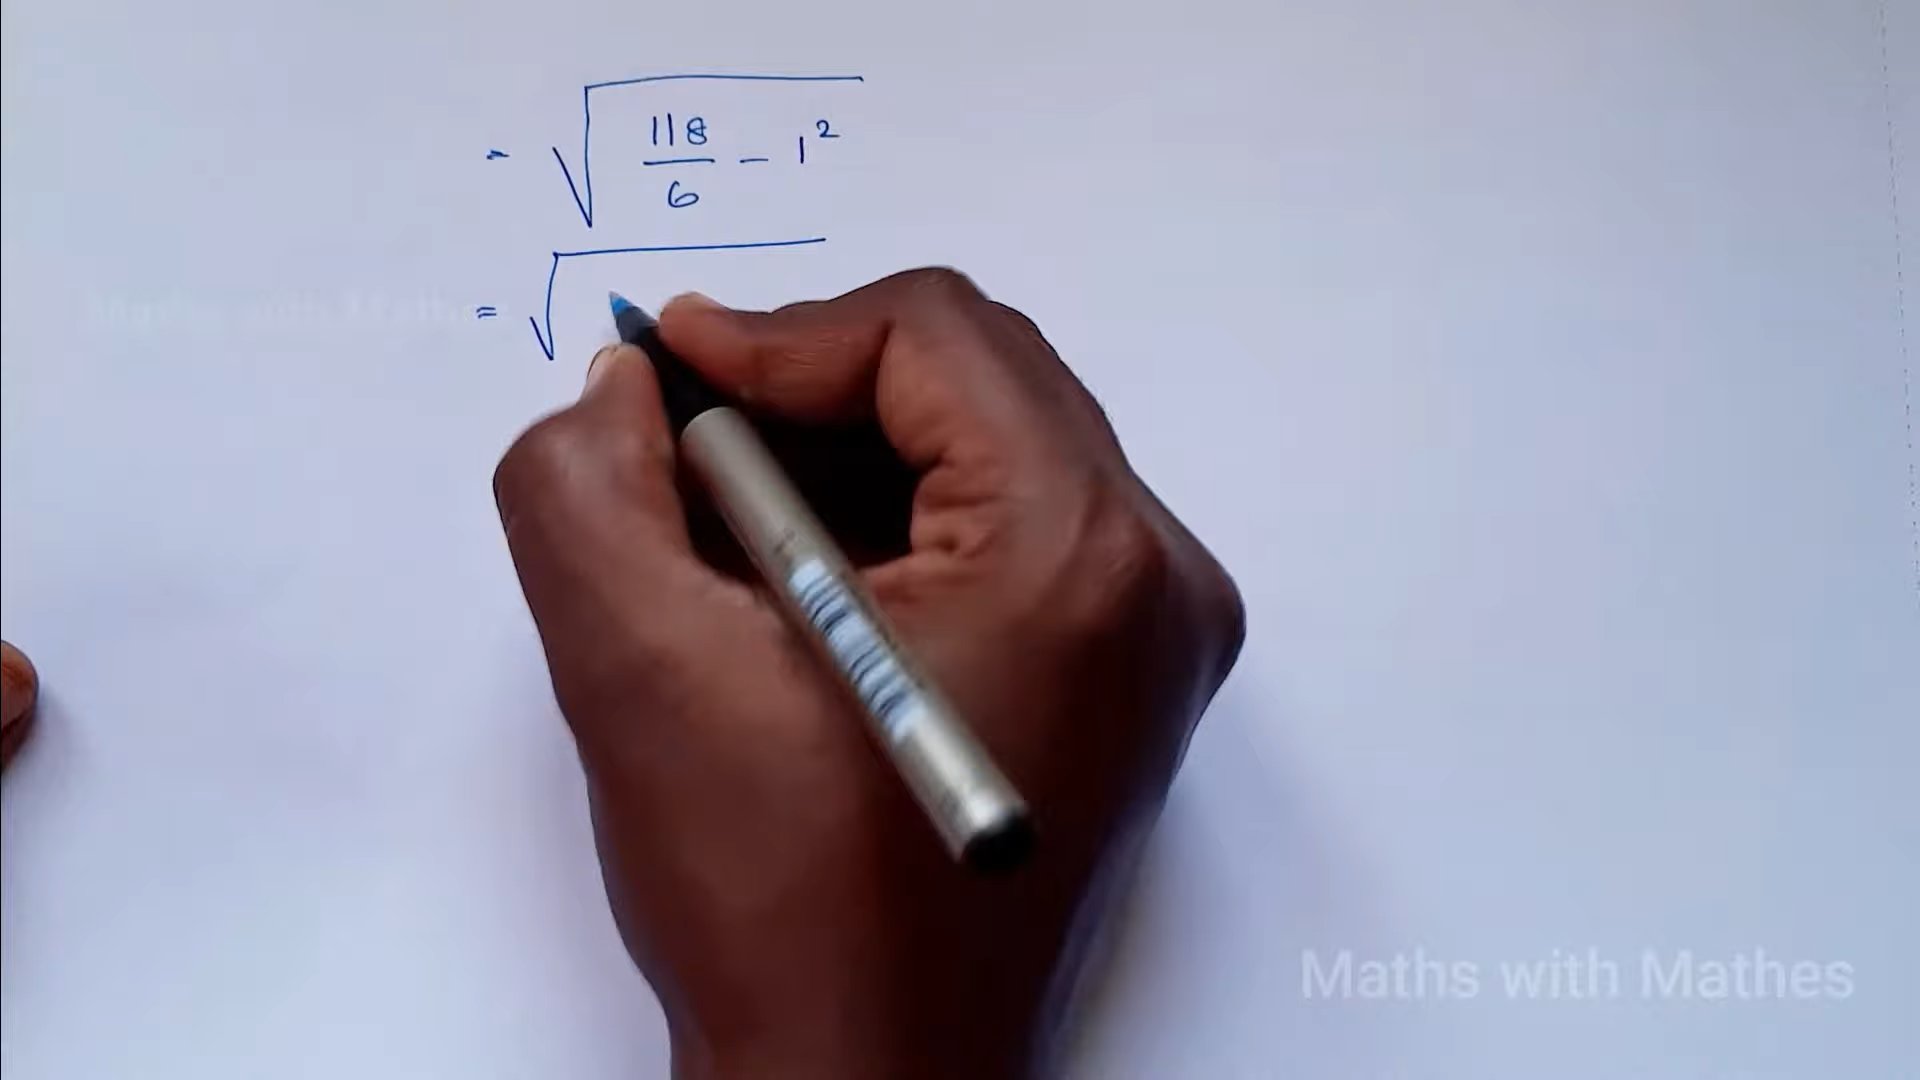 = √(118/6 - 1²)
= √
Maths with Mathes